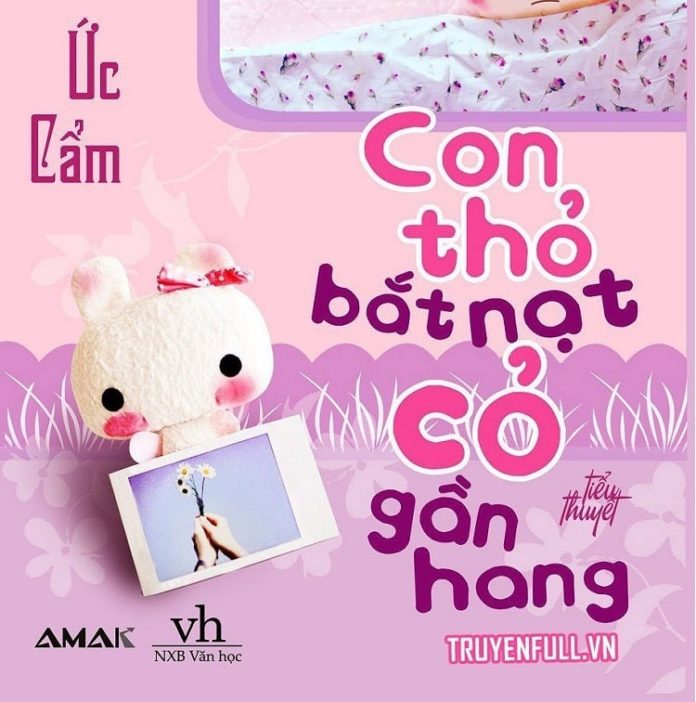 Ức
Cẩm
Con
thỏ
bắt nạt
cỏ
gần
hang
tiểu
thuyết
AMAK
vh
NXB Văn học
TRUYENFULL.VN